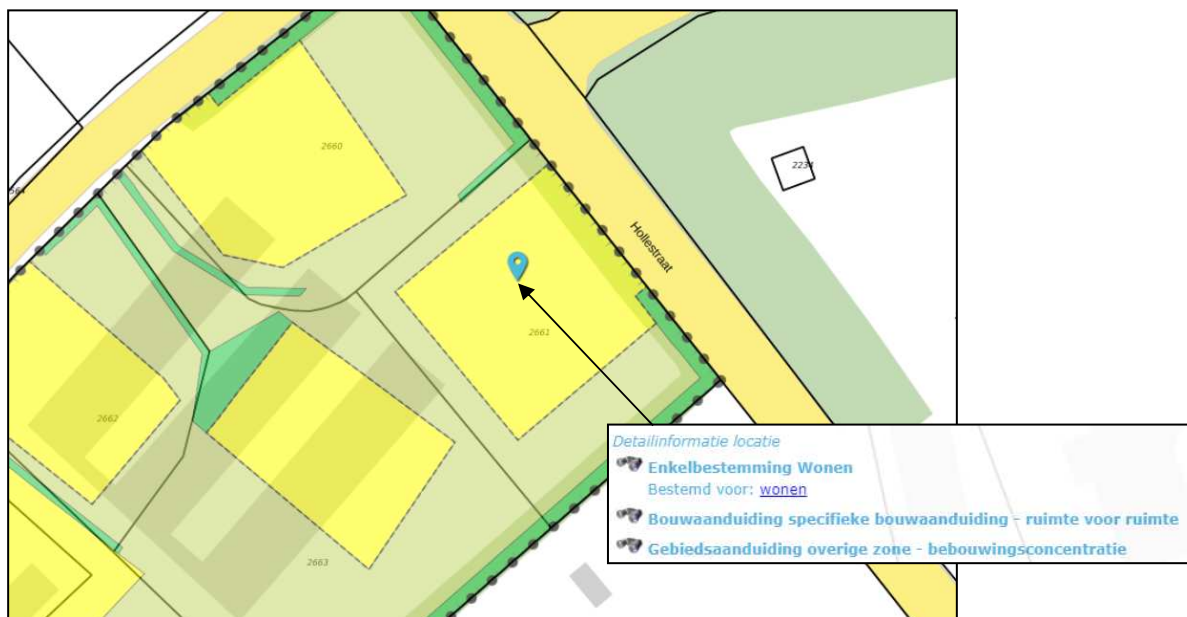 2660
2234
Hollestraat
2661
2662
2663
Detailinformatie locatie
Enkelbestemming Wonen
Bestemd voor: wonen
Bouwaanduiding specifieke bouwaanduiding - ruimte voor ruimte
Gebiedsaanduiding overige zone - bebouwingsconcentratie